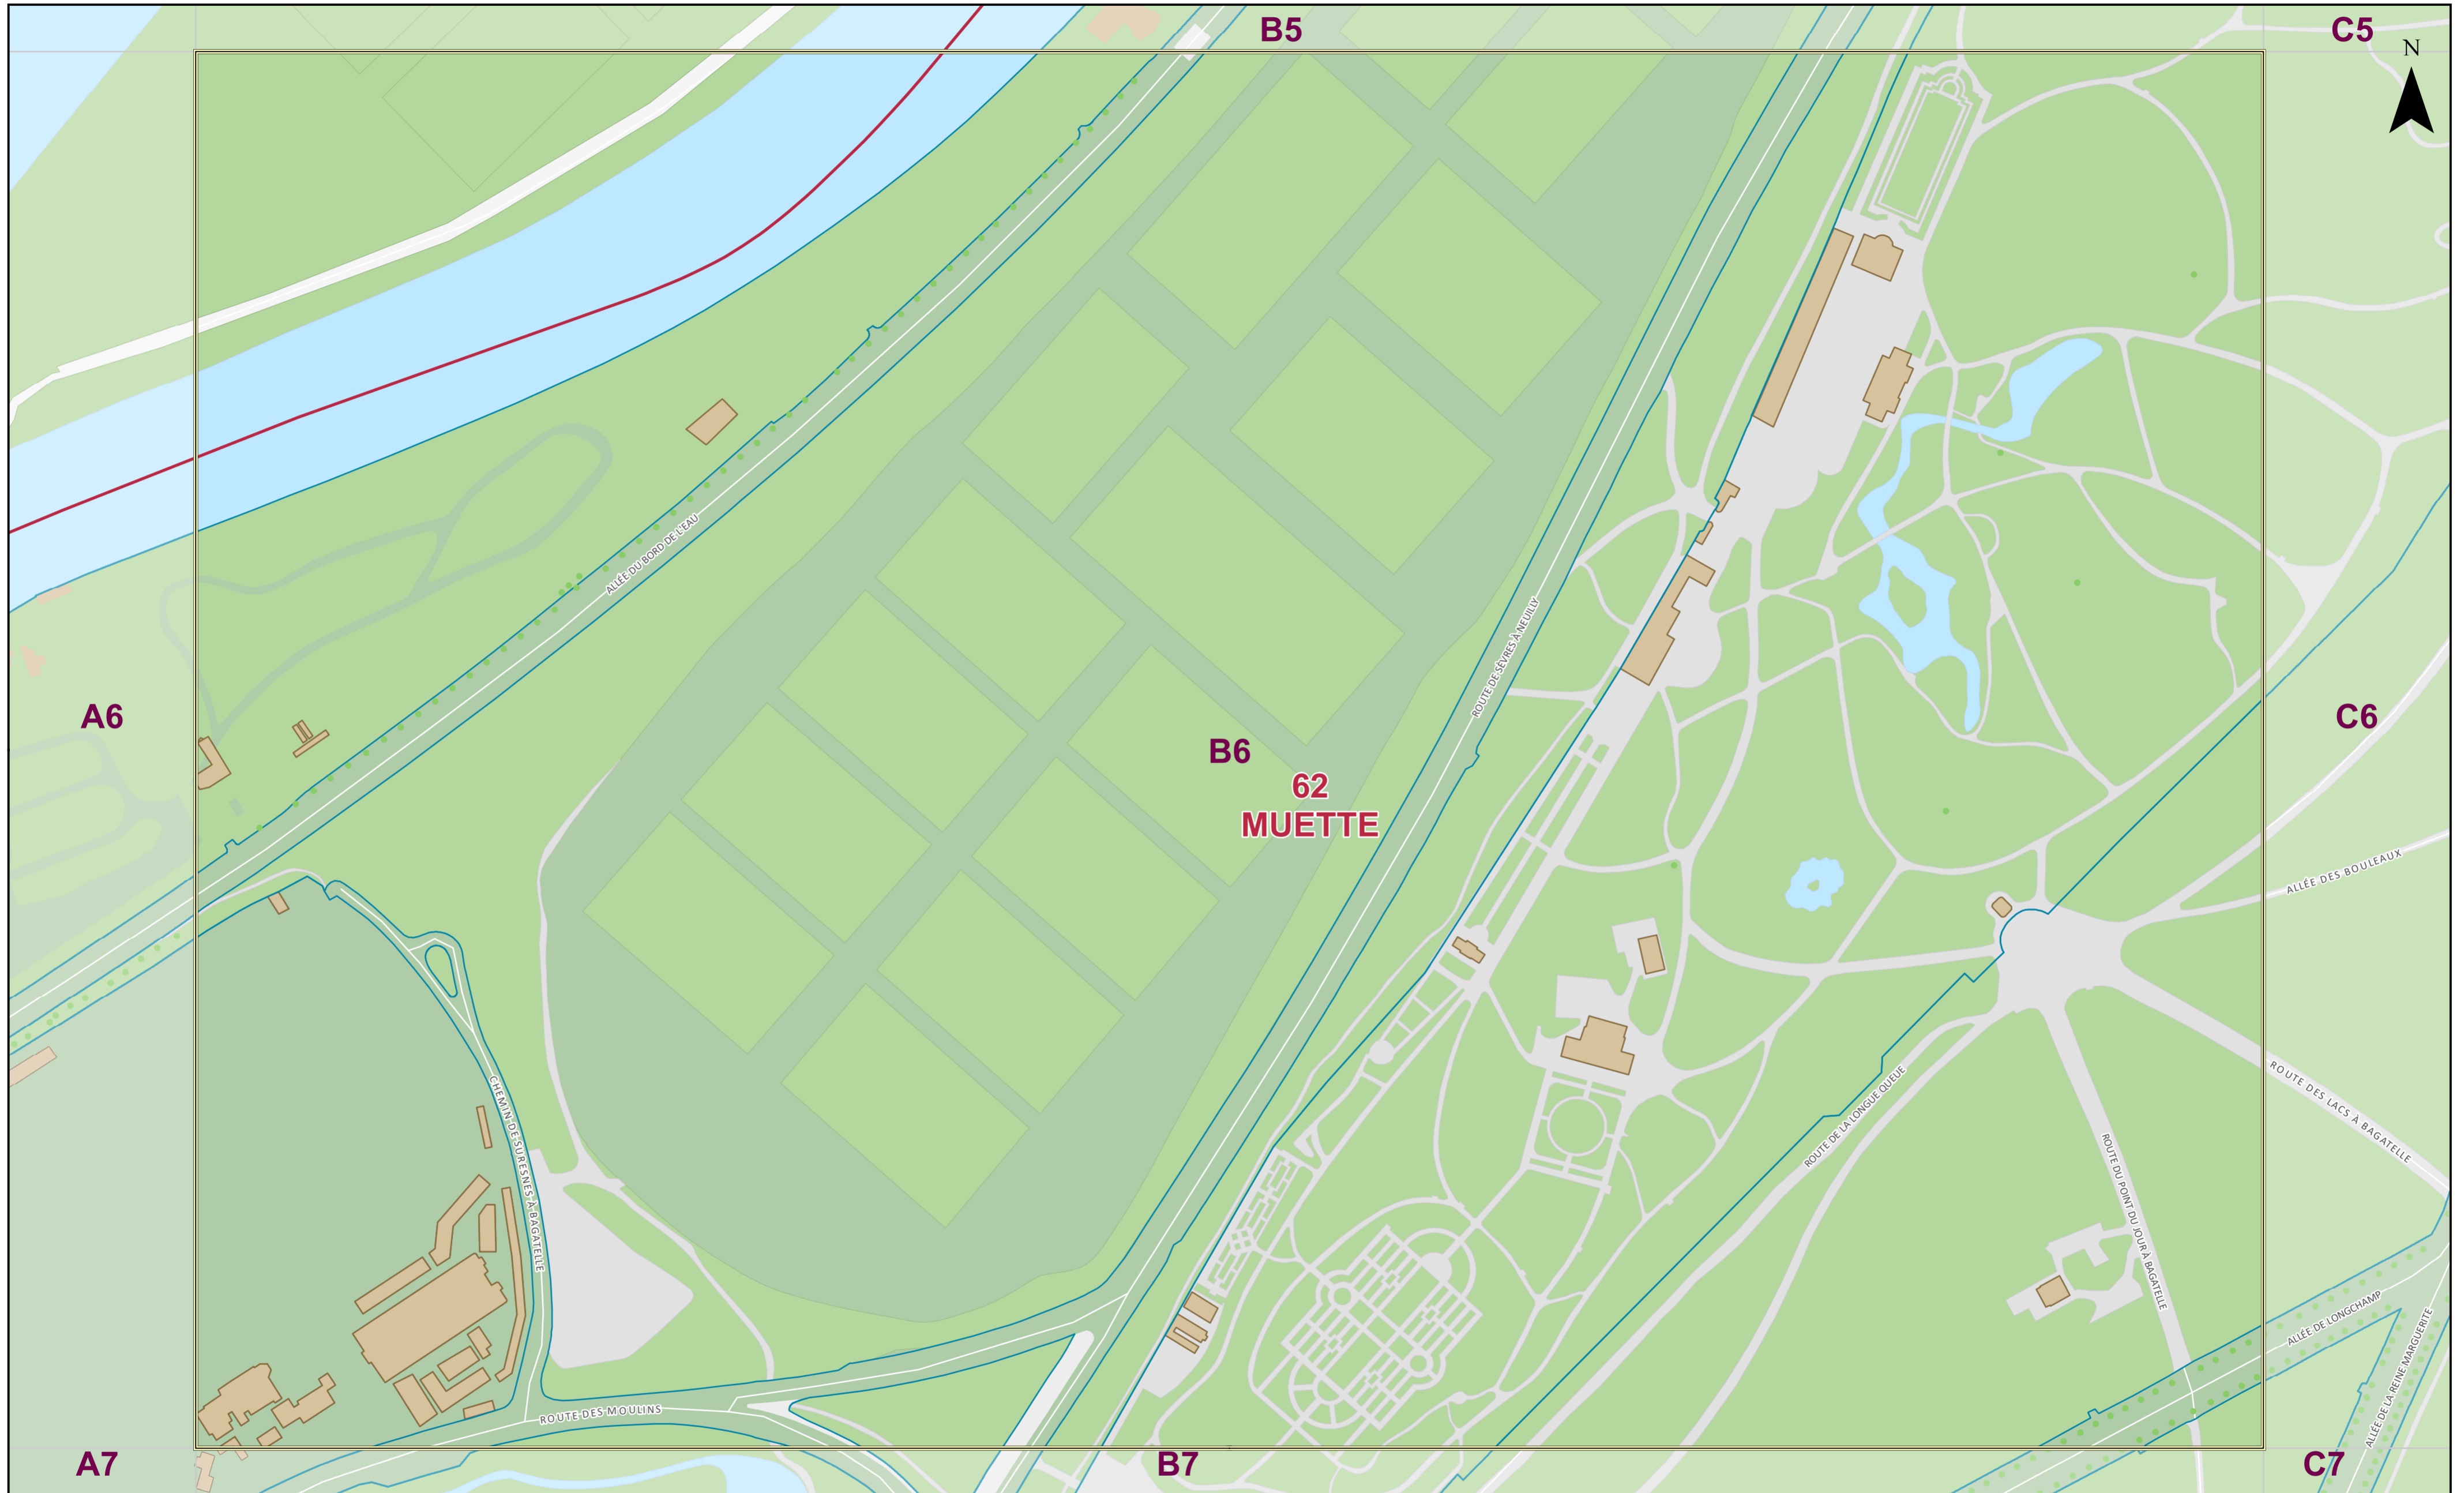 B5
C5
N
ALLÉE DU BORD DE L'EAU
ROUTE DE SÈVRES À NEUILLY
A6
B6
C6
62
MUETTE
ALLÉE DES BOULEAUX
ROUTE DES LACS À BAGATELLE
ROUTE DE LA LONGUE QUEUE
CHEMIN DE SURESNES À BAGATELLE
ROUTE DU POINT DU JOUR À BAGATELLE
ALLÉE DE LONGCHAMP
ALLÉE DE LA REINE MARGUERITE
ROUTE DES MOULINS
A7
B7
C7